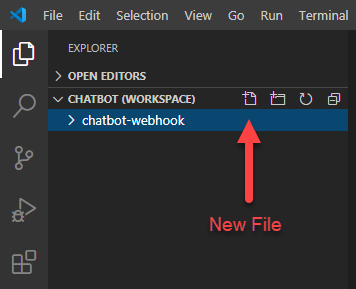 File Edit Selection View Go Run Terminal
EXPLORER
OPEN EDITORS
CHATBOT (WORKSPACE)
chatbot-webhook
New File